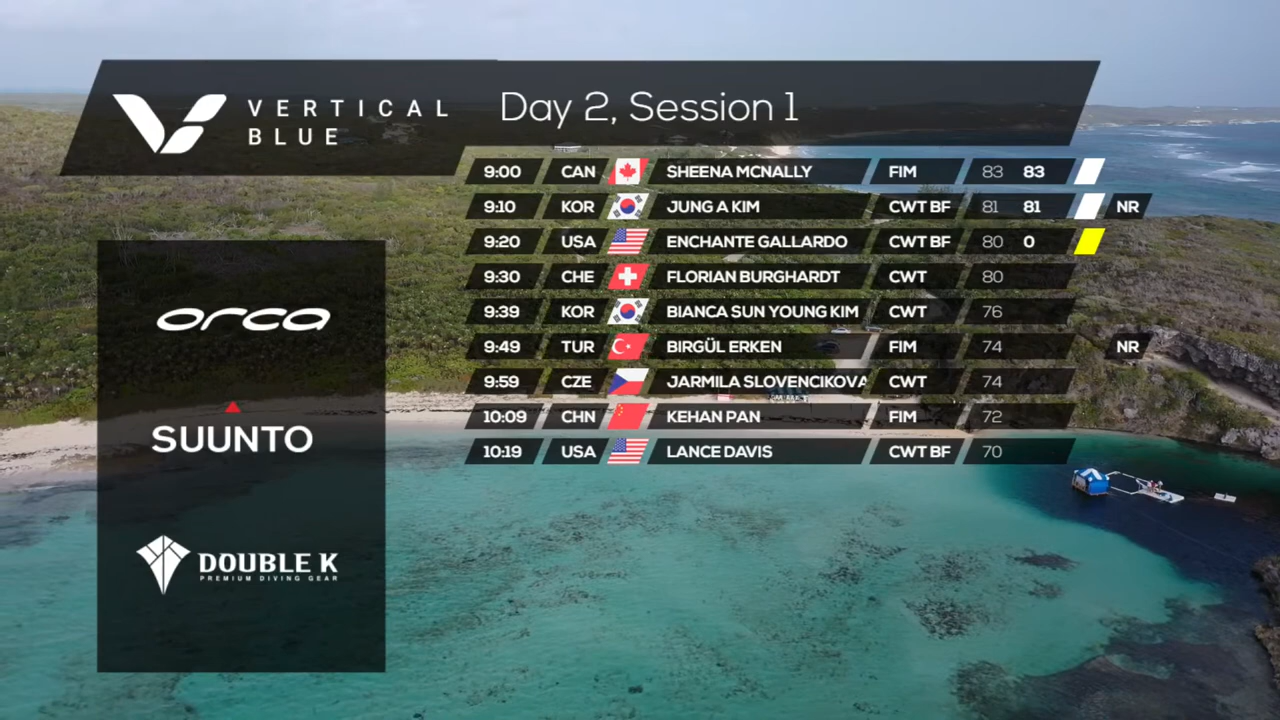 VERTICAL
BLUE
Day 2, Session 1
9:00 CAN SHEENA MCNALLY FIM 83 83
9:10 KOR JUNG A KIM CWT BF 81 81 NR
9:20 USA ENCHANTE GALLARDO CWT BF 80 0
9:30 CHE FLORIAN BURGHARDT CWT 80
9:39 KOR BIANCA SUN YOUNG KIM CWT 76
9:49 TUR BIRGÜL ERKEN FIM 74 NR
9:59 CZE JARMILA SLOVENCIKOVA CWT 74
10:09 CHN KEHAN PAN FIM 72
10:19 USA LANCE DAVIS CWT BF 70
orca
SUUNTO
DOUBLE K
PREMIUM DIVING GEAR